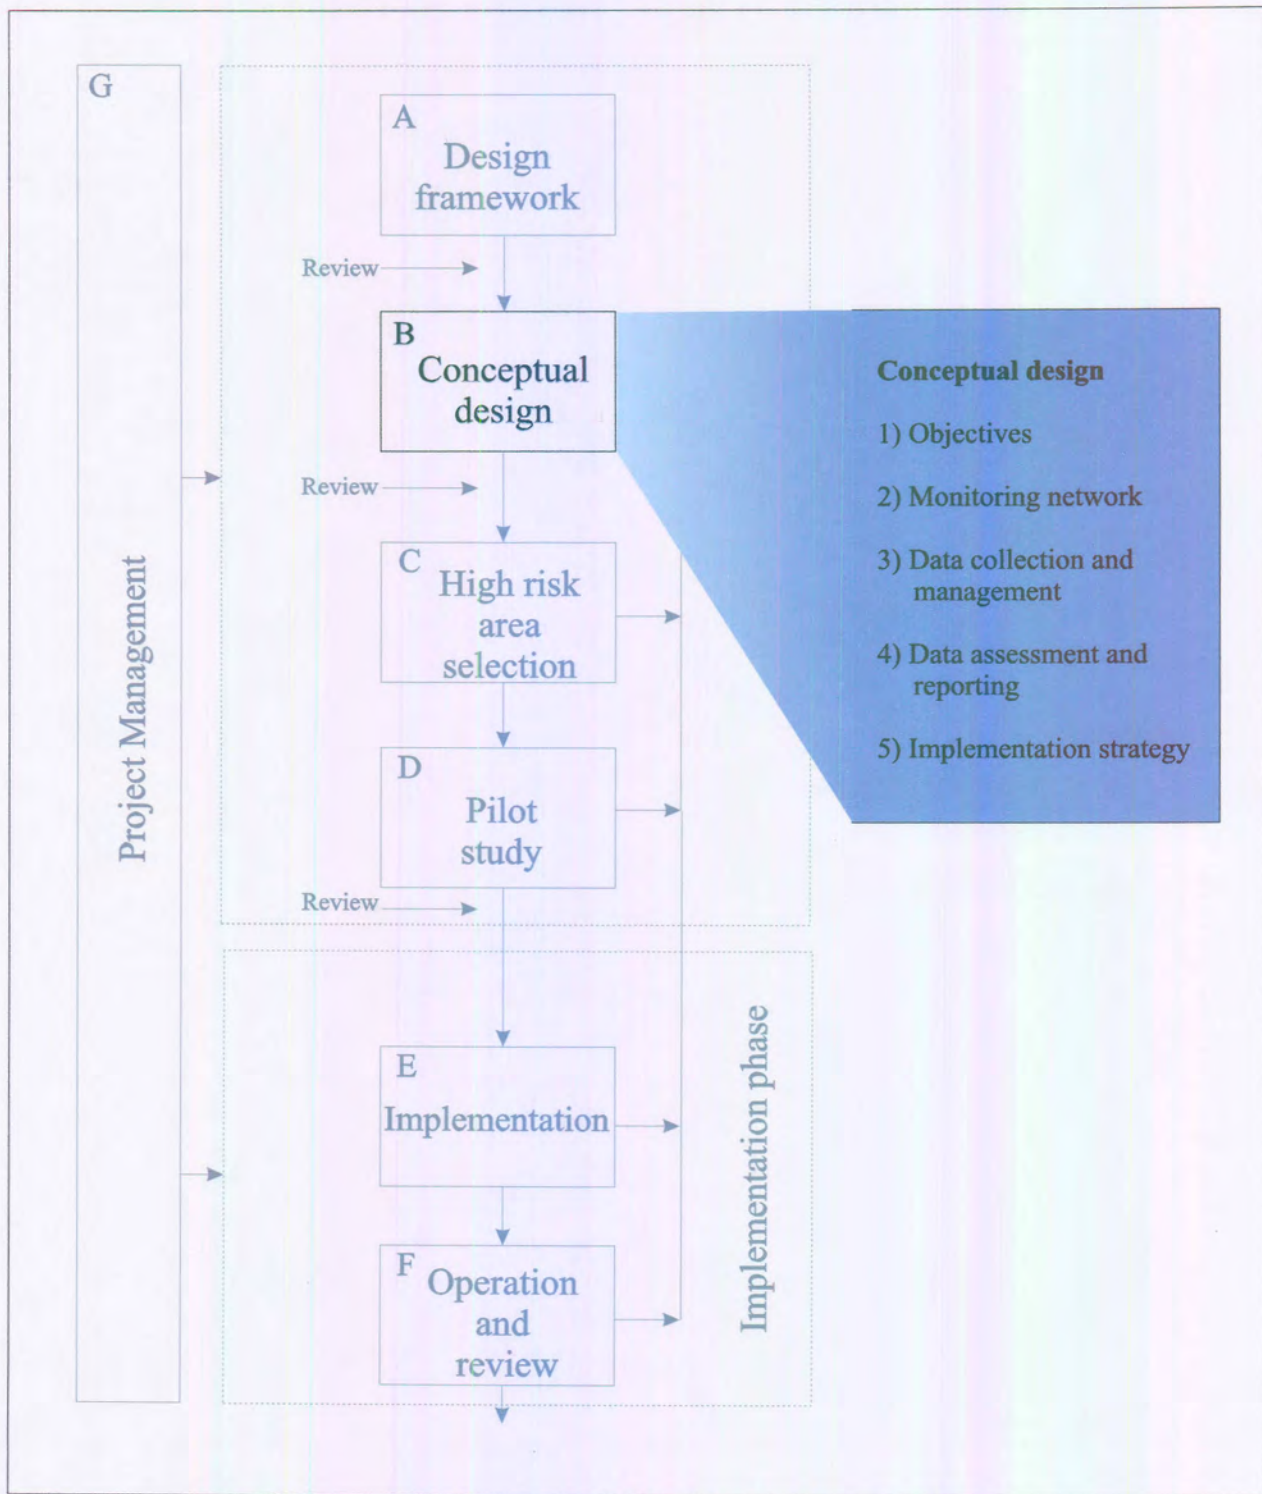 G
Project Management
A
Design
framework
Review
B
Conceptual
design
Review
C
High risk
area
selection
D
Pilot
study
Review
E
Implementation
F
Operation
and
review
Implementation phase
Conceptual design
1) Objectives
2) Monitoring network
3) Data collection and
management
4) Data assessment and
reporting
5) Implementation strategy